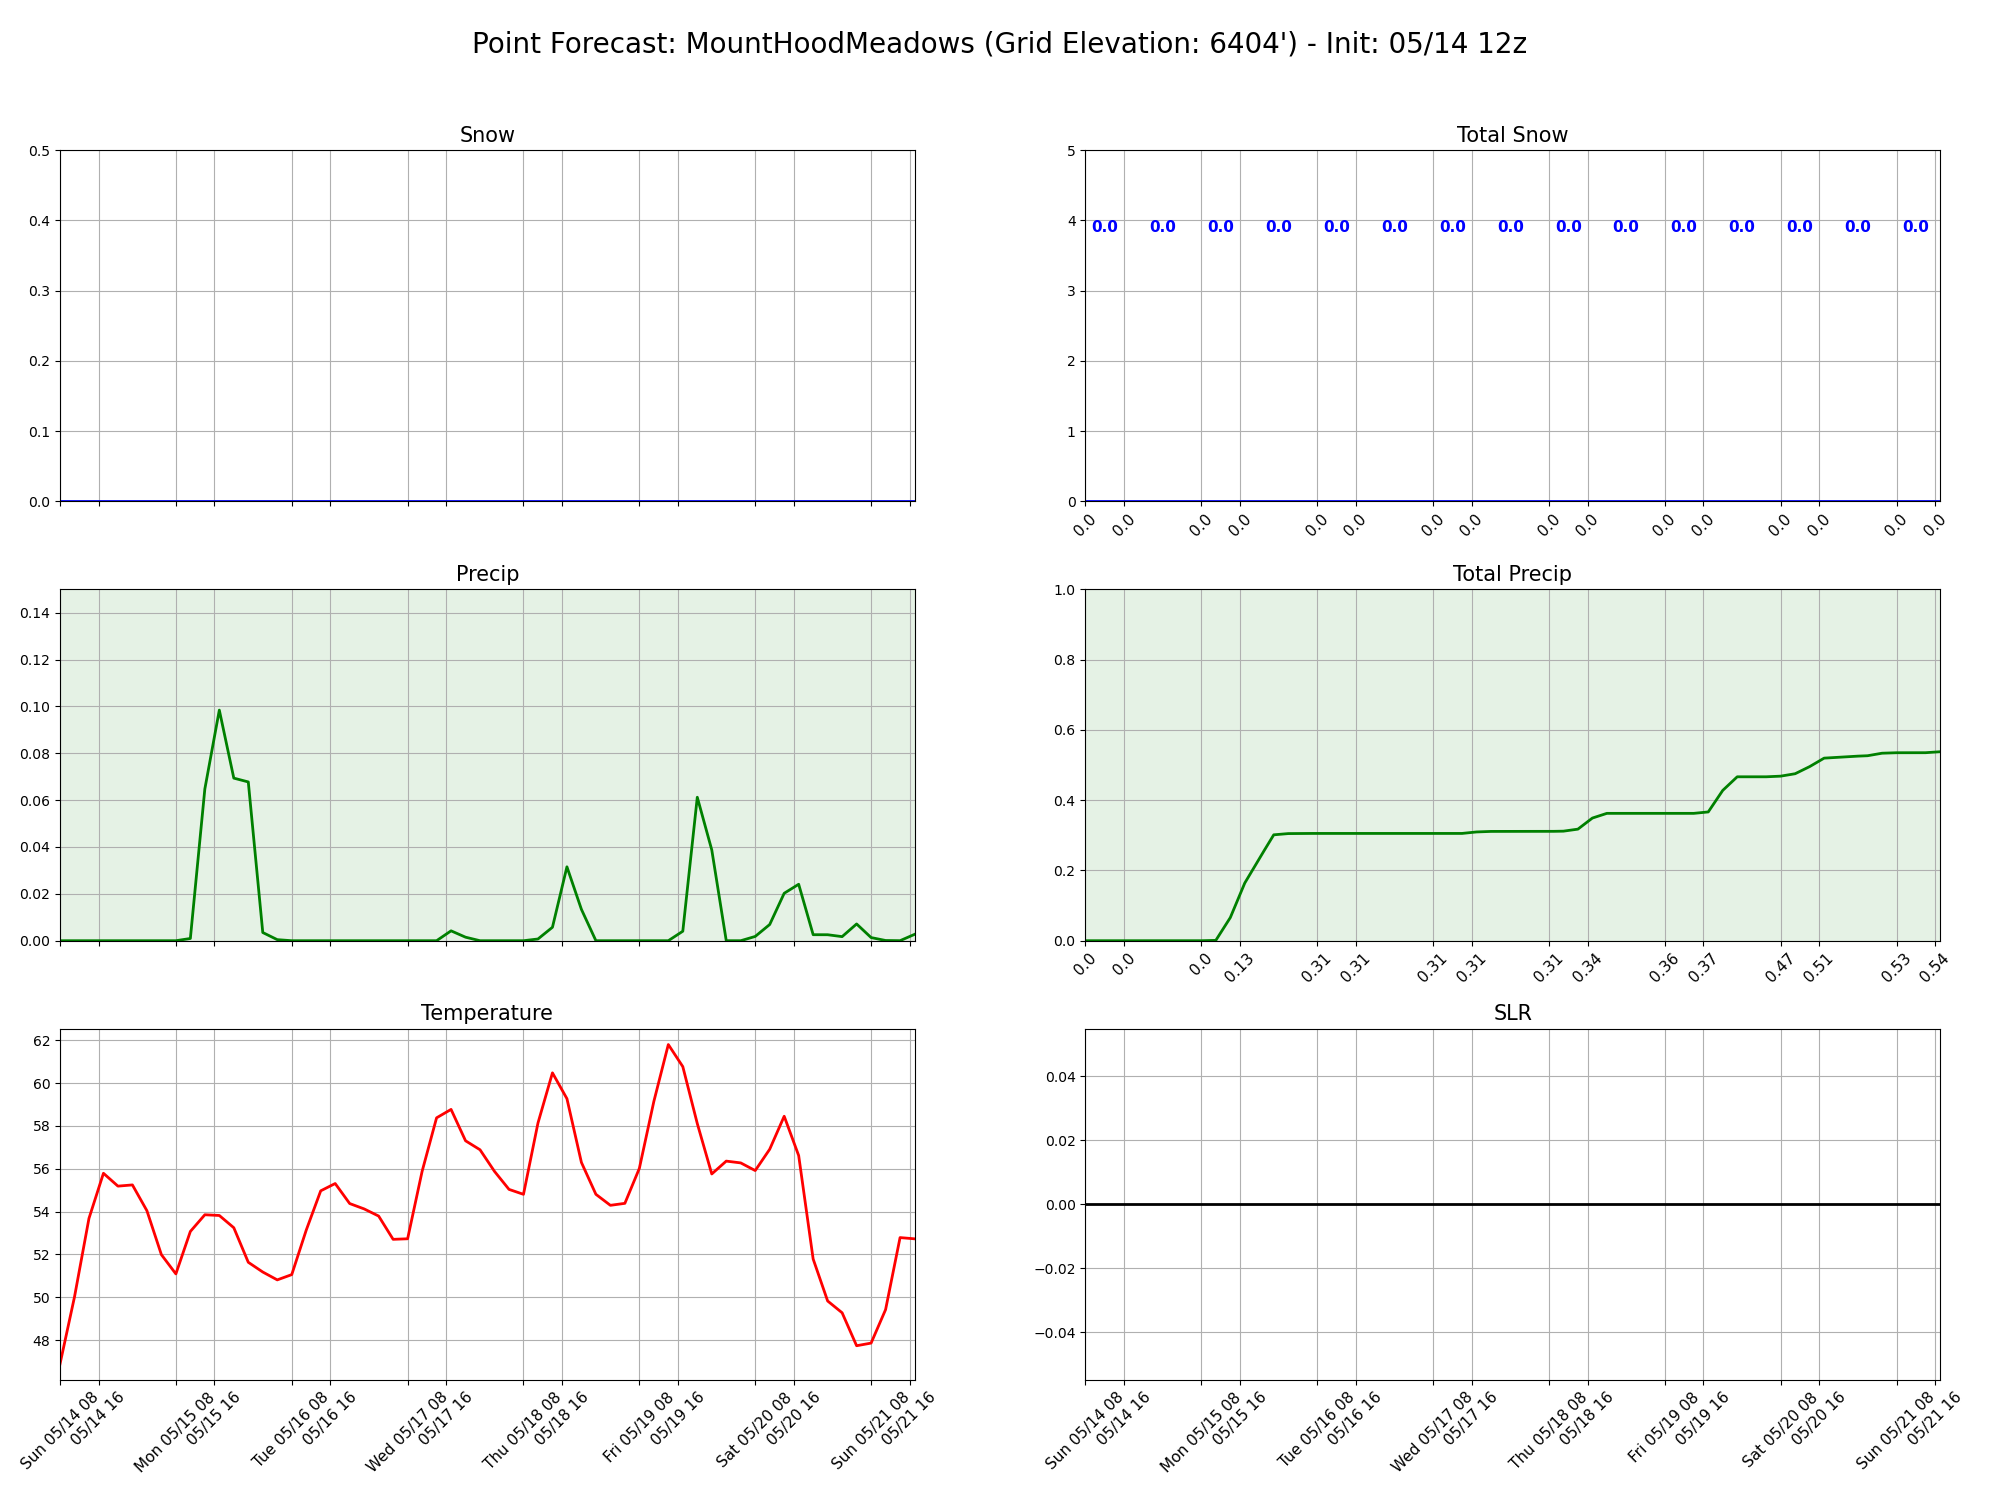 Point Forecast: MountHoodMeadows (Grid Elevation: 6404') - Init: 05/14 12z
Snow
0.5
0.4
0.3
0.2
0.1
0.0
Total Snow
5
4
3
2
1
0
0.0 0.0 0.0 0.0 0.0 0.0 0.0 0.0 0.0 0.0 0.0 0.0 0.0 0.0 0.0
0.0 0.0 0.0 0.0 0.0 0.0 0.0 0.0 0.0 0.0 0.0 0.0 0.0 0.0 0.0 0.0
Precip
0.14
0.12
0.10
0.08
0.06
0.04
0.02
0.00
Total Precip
1.0
0.8
0.6
0.4
0.2
0.0
0.0 0.0 0.0 0.13 0.31 0.31 0.31 0.31 0.31 0.34 0.36 0.37 0.47 0.51 0.53 0.54
Temperature
62
60
58
56
54
52
50
48
Sun 05/14 08
05/14 16
Mon 05/15 08
05/15 16
Tue 05/16 08
05/16 16
Wed 05/17 08
05/17 16
Thu 05/18 08
05/18 16
Fri 05/19 08
05/19 16
Sat 05/20 08
05/20 16
Sun 05/21 08
05/21 16
SLR
0.04
0.02
0.00
−0.02
−0.04
Sun 05/14 08
05/14 16
Mon 05/15 08
05/15 16
Tue 05/16 08
05/16 16
Wed 05/17 08
05/17 16
Thu 05/18 08
05/18 16
Fri 05/19 08
05/19 16
Sat 05/20 08
05/20 16
Sun 05/21 08
05/21 16